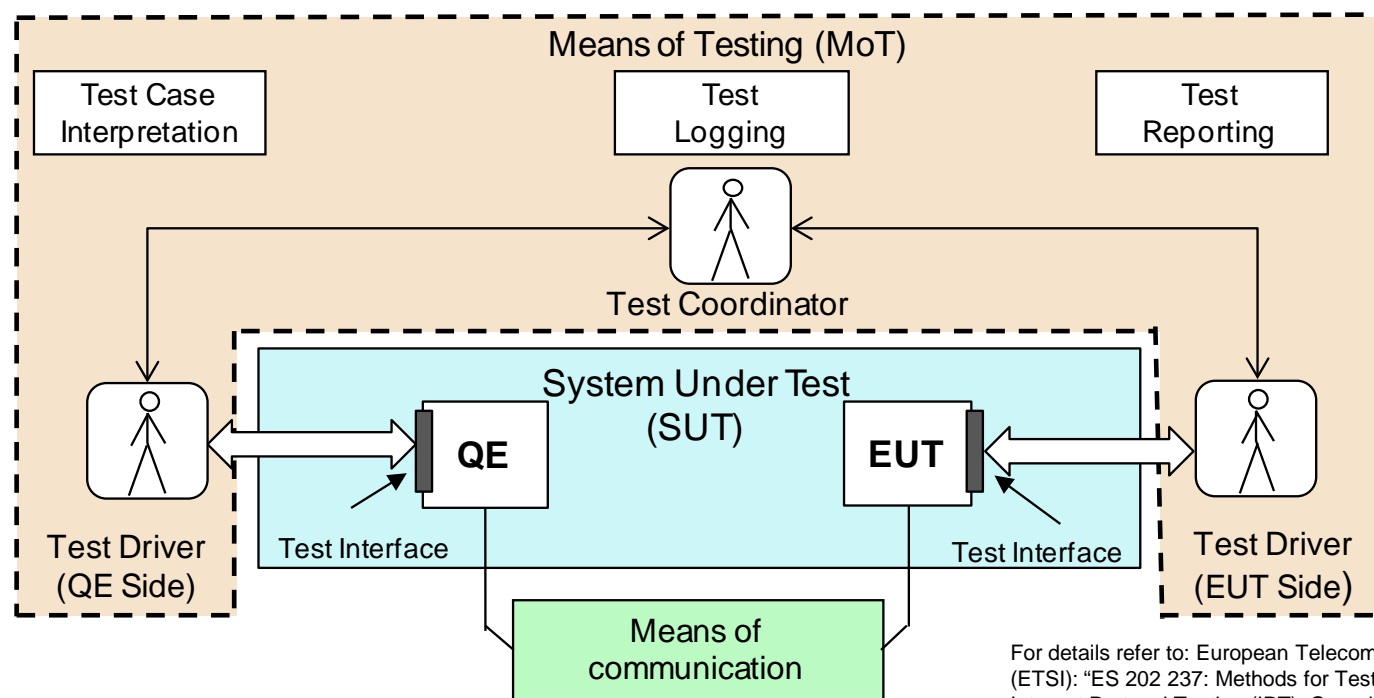 Means of Testing (MoT)
Test Case
Interpretation
Test
Logging
Test
Reporting
Test Coordinator
System Under Test
(SUT)
QE
EUT
Test Interface
Test Interface
Test Driver
(QE Side)
Test Driver
(EUT Side)
Means of
communication
For details refer to: European Telecom
(ETSI): “ES 202 237: Methods for Test